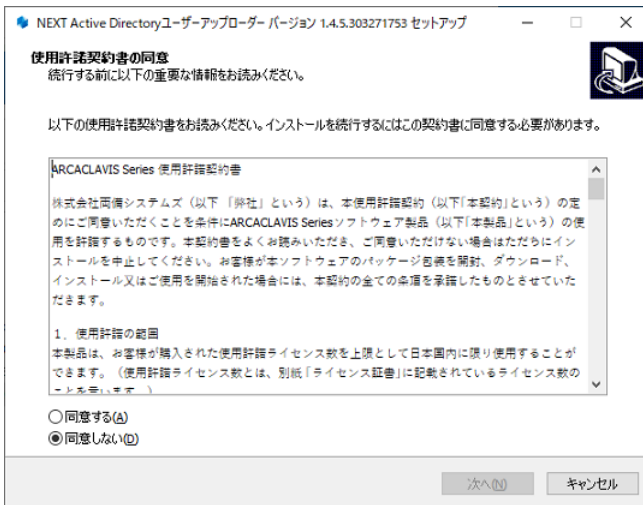 NEXT Active Directoryユーザーアップローダー バージョン 1.4.5.303271753 セットアップ
使用許諾契約書の同意
続行する前に以下の重要な情報をお読みください。
以下の使用許諾契約書をお読みください。インストールを続行するにはこの契約書に同意する必要があります。
ARCACLAVIS Series 使用許諾契約書
株式会社両備システムズ（以下 「弊社」という）は、本使用許諾契約（以下｢本契約｣という）の定
めにご同意いただくことを条件にARCACLAVIS Seriesソフトウェア製品（以下｢本製品｣という）の使
用を許諾するものです。本契約書をよくお読みいただき、ご同意いただけない場合はただちにイン
ストールを中止してください。お客様が本ソフトウェアのパッケージ包装を開封、ダウンロード、
インストール又はご使用を開始された場合には、本契約の全ての条項を承諾したものとさせていた
だきます。
１．使用許諾の範囲
本製品は、お客様が購入された使用許諾ライセンス数を上限として日本国内に限り使用することが
できます。（使用許諾ライセンス数とは、別紙｢ライセンス証書｣に記載されているライセンス数の
ことを言います。）
同意する(A)
同意しない(D)
次へ(N)
キャンセル